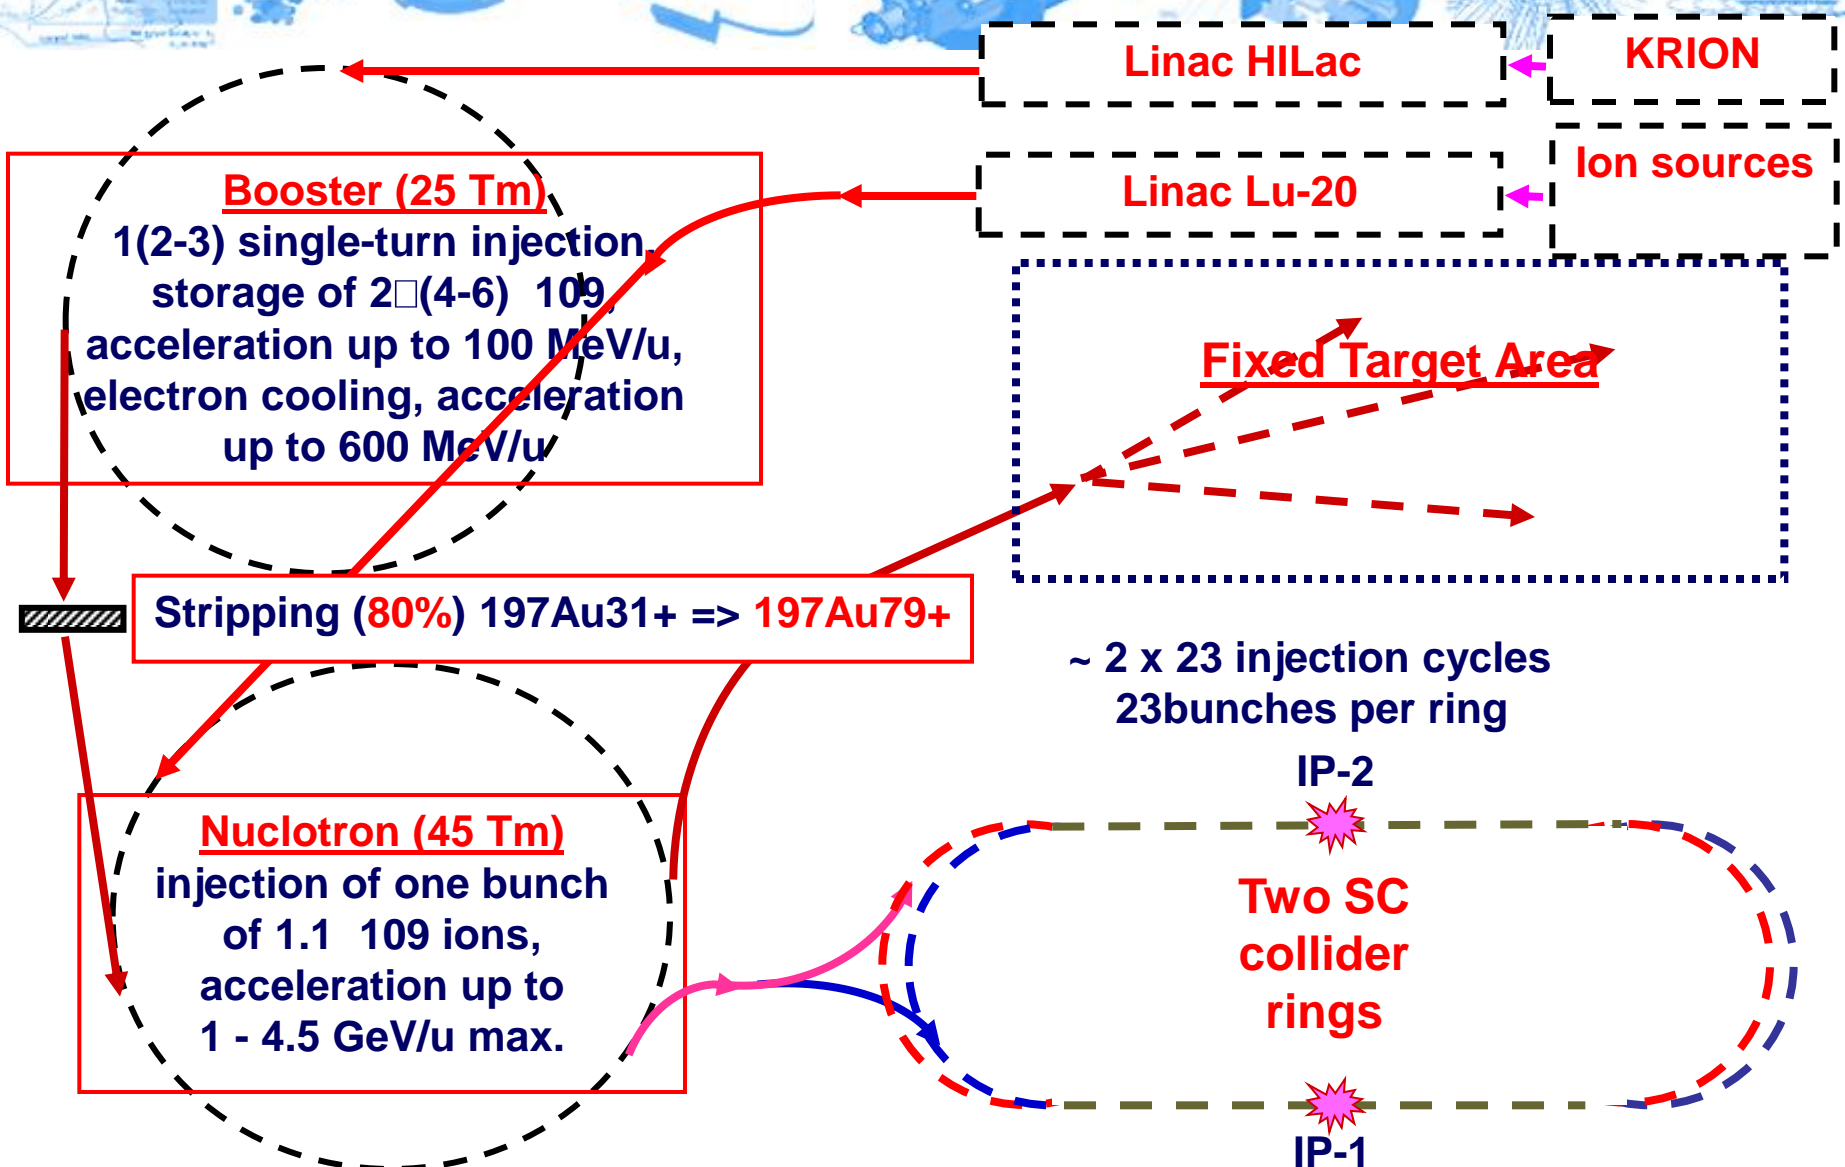 Linac HILac
KRION
Linac Lu-20
Ion sources
Booster (25 Tm)
1(2-3) single-turn injection,
storage of 2□(4-6)  109,
acceleration up to 100 MeV/u,
electron cooling, acceleration
up to 600 MeV/u
Fixed Target Area
Stripping (80%) 197Au31+ => 197Au79+
~ 2 x 23 injection cycles
23bunches per ring
IP-2
Nuclotron (45 Tm)
injection of one bunch
of 1.1  109 ions,
acceleration up to
1 - 4.5 GeV/u max.
Two SC
collider
rings
IP-1